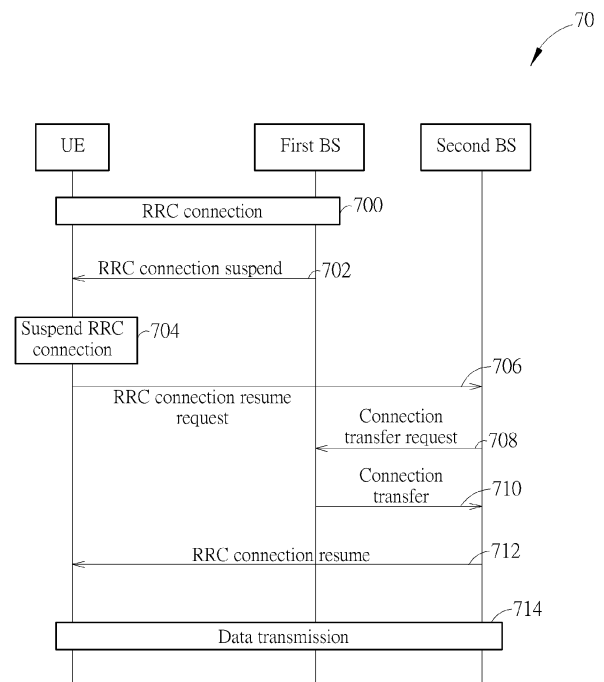 70
UE
First BS
Second BS
RRC connection
700
RRC connection suspend
702
Suspend RRC
connection
704
706
RRC connection resume
request
Connection
transfer request
708
Connection
transfer
710
RRC connection resume
712
714
Data transmission